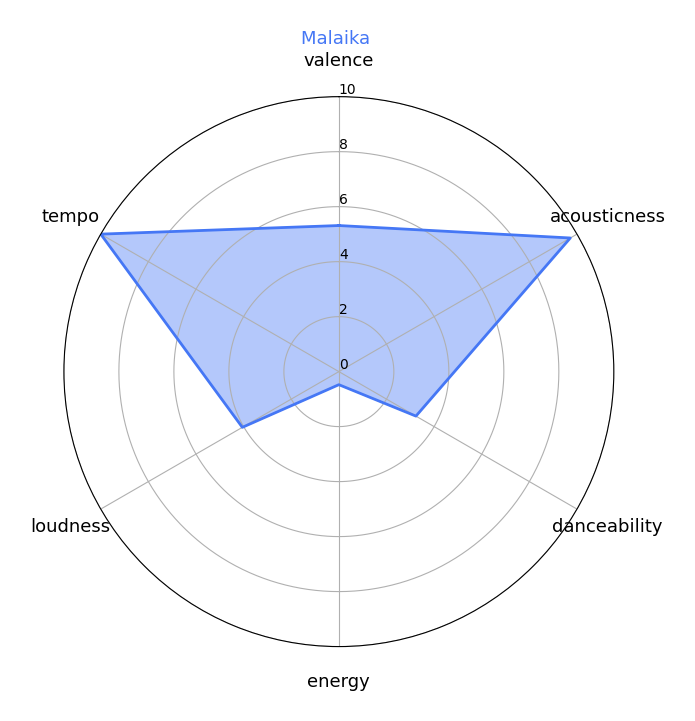 Malaika
valence
10
8
tempo
6
acousticness
4
2
0
loudness
danceability
energy